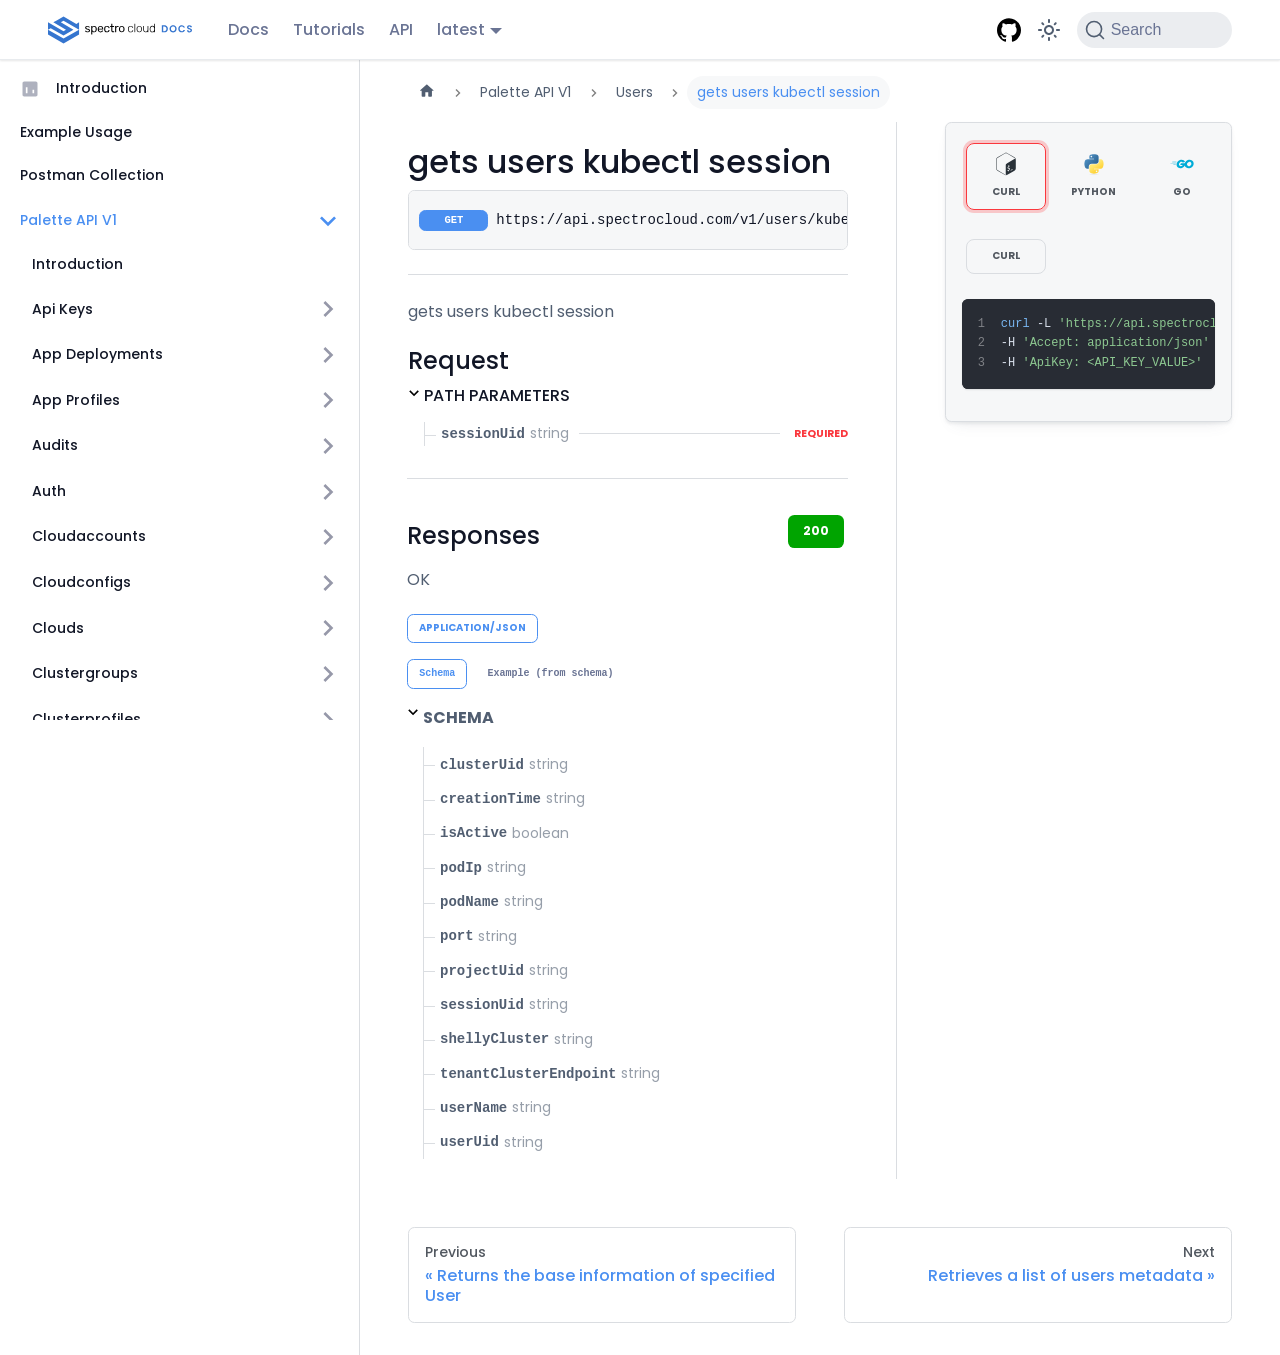 spectro cloud DOCS
Docs
Tutorials
API
latest
Search
Introduction
Example Usage
Postman Collection
Palette API V1
Introduction
Api Keys
App Deployments
App Profiles
Audits
Auth
Cloudaccounts
Cloudconfigs
Clouds
Clustergroups
Clusterprofiles
Palette API V1
Users
gets users kubectl session
gets users kubectl session
GET https://api.spectrocloud.com/v1/users/kube
gets users kubectl session
Request
PATH PARAMETERS
sessionUid string REQUIRED
Responses
200
OK
APPLICATION/JSON
Schema Example (from schema)
SCHEMA
clusterUid string
creationTime string
isActive boolean
podIp string
podName string
port string
projectUid string
sessionUid string
shellyCluster string
tenantClusterEndpoint string
userName string
userUid string
CURL PYTHON GO
CURL
1 curl -L 'https://api.spectrocl
2 -H 'Accept: application/json'
3 -H 'ApiKey: <API_KEY_VALUE>'
Previous
« Returns the base information of specified
User
Next
Retrieves a list of users metadata »